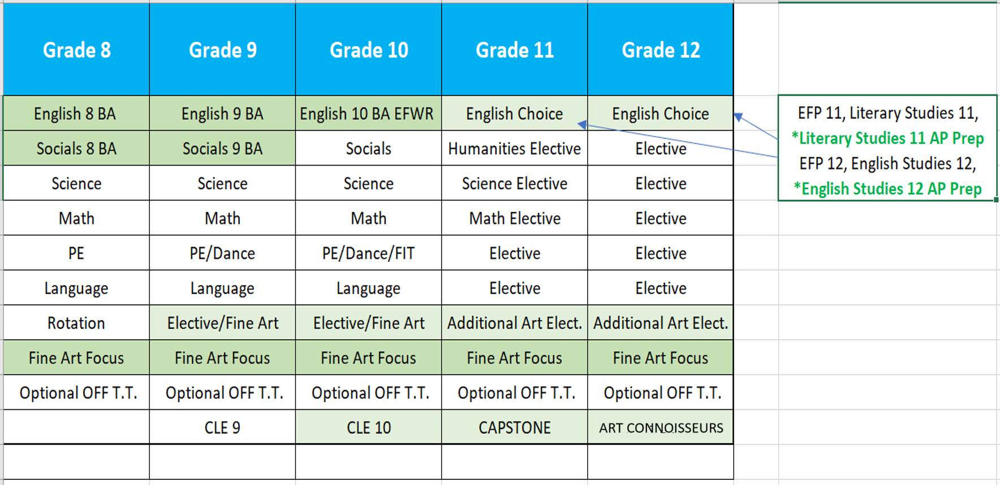 Grade 8 Grade 9 Grade 10 Grade 11 Grade 12
English 8 BA English 9 BA English 10 BA EFWR English Choice English Choice
Socials 8 BA Socials 9 BA Socials Humanities Elective Elective
Science Science Science Science Elective Elective
Math Math Math Math Elective Elective
PE PE/Dance PE/Dance/FIT Elective Elective
Language Language Language Elective Elective
Rotation Elective/Fine Art Elective/Fine Art Additional Art Elect. Additional Art Elect.
Fine Art Focus Fine Art Focus Fine Art Focus Fine Art Focus Fine Art Focus
Optional OFF T.T. Optional OFF T.T. Optional OFF T.T. Optional OFF T.T. Optional OFF T.T.
CLE 9 CLE 10 CAPSTONE ART CONNOISSEURS
EFP 11, Literary Studies 11,
*Literary Studies 11 AP Prep
EFP 12, English Studies 12,
*English Studies 12 AP Prep